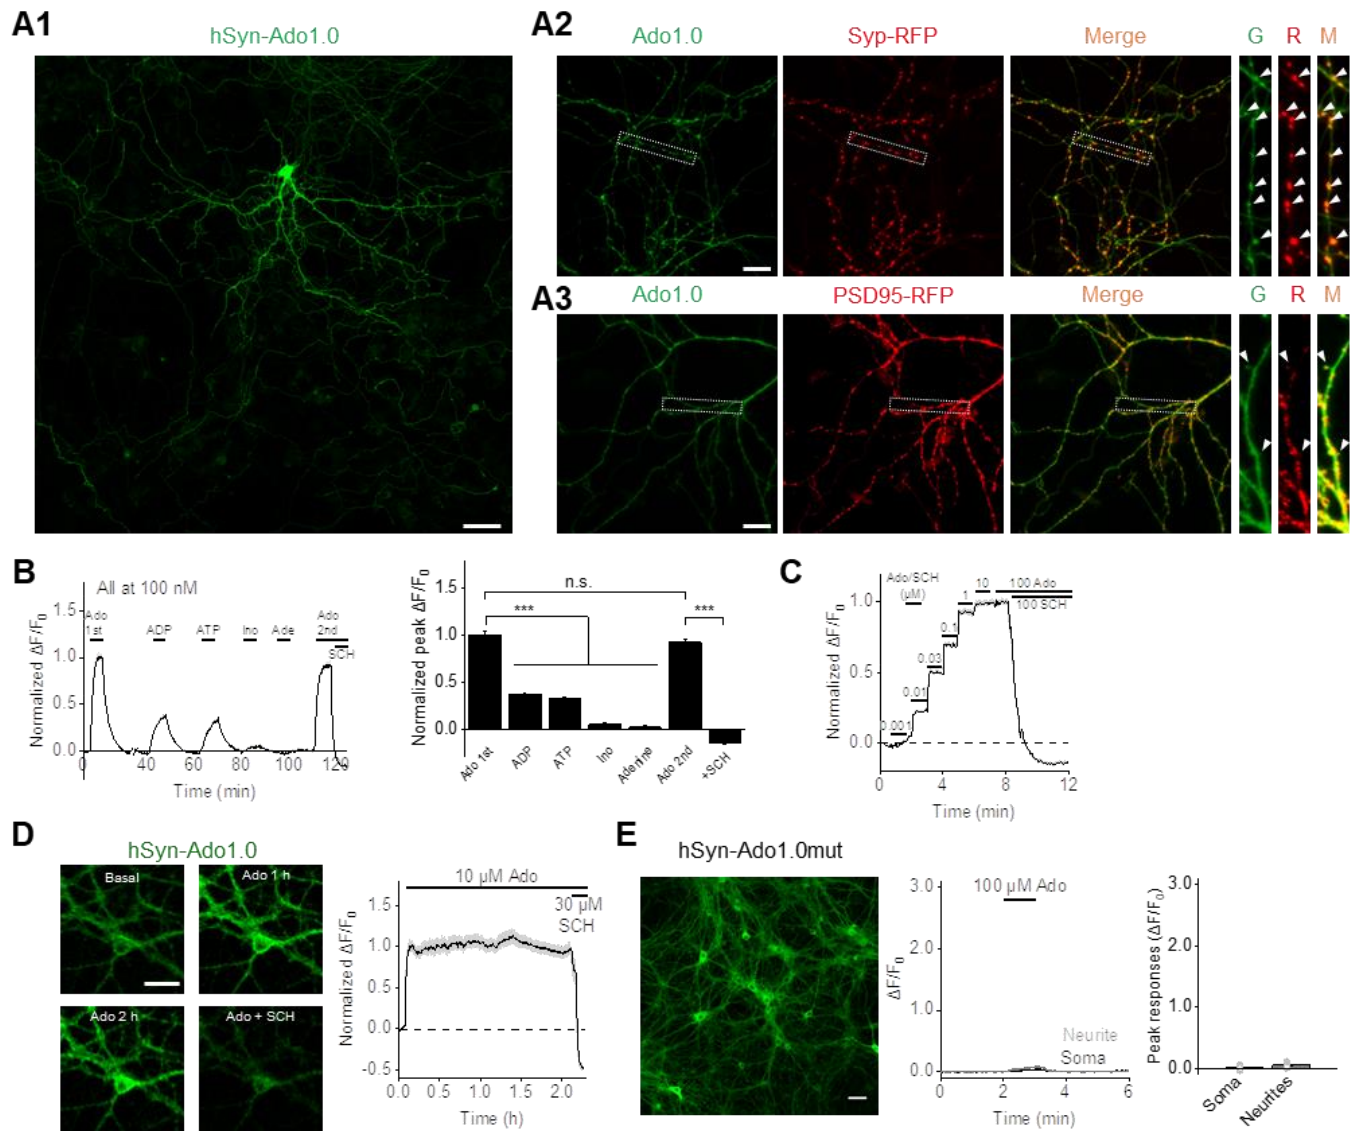 A1
hSyn-Ado1.0
A2
Ado1.0 Syp-RFP Merge G R M
A3
Ado1.0 PSD95-RFP Merge G R M
B
All at 100 nM
Ado 1st
ADP
ATP
Ino
Ade
Ado 2nd
SCH
Normalized ΔF/F0
1.5
1.0
0.5
0.0
0 40 60 80 100 120
Time (min)
Normalized peak ΔF/F0
1.5
1.0
0.5
0.0
n.s.
***
***
Ado 1st
ADP
ATP
Ino
Adenine
Ado 2nd
+SCH
C
Ado/SCH
(μM)
0.001
0.01
0.03
0.1
1
10
100 Ado
100 SCH
Normalized ΔF/F0
1.0
0.5
0.0
0 4 8 12
Time (min)
D
hSyn-Ado1.0
Basal
Ado 1 h
Ado 2 h
Ado + SCH
10 μM Ado
30 μM
SCH
Normalized ΔF/F0
1.5
1.0
0.5
0.0
-0.5
0.0 0.5 1.0 1.5 2.0
Time (h)
E
hSyn-Ado1.0mut
100 μM Ado
ΔF/F0
3.0
2.0
1.0
0.0
Neurite
Soma
0 2 4 6
Time (min)
Peak responses (ΔF/F0)
3.0
2.0
1.0
0.0
Soma
Neurites